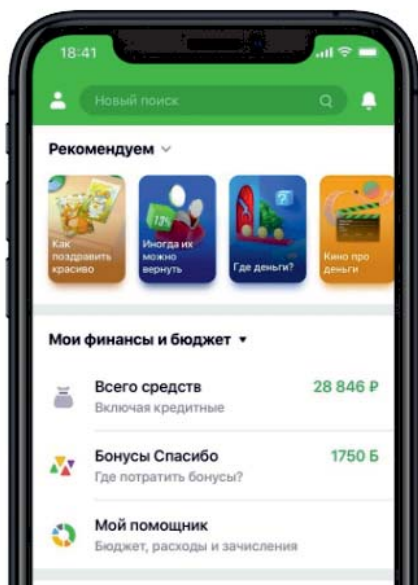 18:41
Новый поиск
Рекомендуем
Как
поздравить
красиво
13%
Иногда их
можно
вернуть
?
Где деньги?
Кино про
деньги
Мои финансы и бюджет
Всего средств
28 846 ₽
Включая кредитные
Бонусы Спасибо
1750 Б
Где потратить бонусы?
Мой помощник
Бюджет, расходы и зачисления